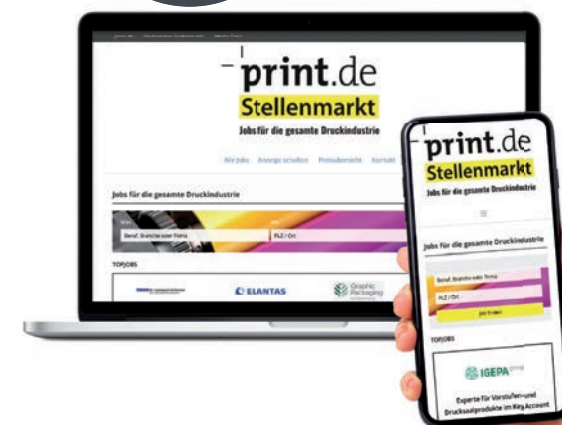 print.de
Stellenmarkt
Jobs für die gesamte Druckindustrie
Alle Jobs Anzeige schalten Preisübersicht Kontakt
Jobs für die gesamte Druckindustrie
Beruf, Branche oder Firma PLZ / Ort
TOPJOBS
ELANTAS Graphic
Packaging
print.de
Stellenmarkt
Jobs für die gesamte Druckindustrie
Jobs für die gesamte Druckindustrie
Beruf, Branche oder Firma
PLZ / Ort
Job finden
TOPJOBS
IGEPA group
Experte für Vorstufen-und
Drucksaalprodukte im Key Account